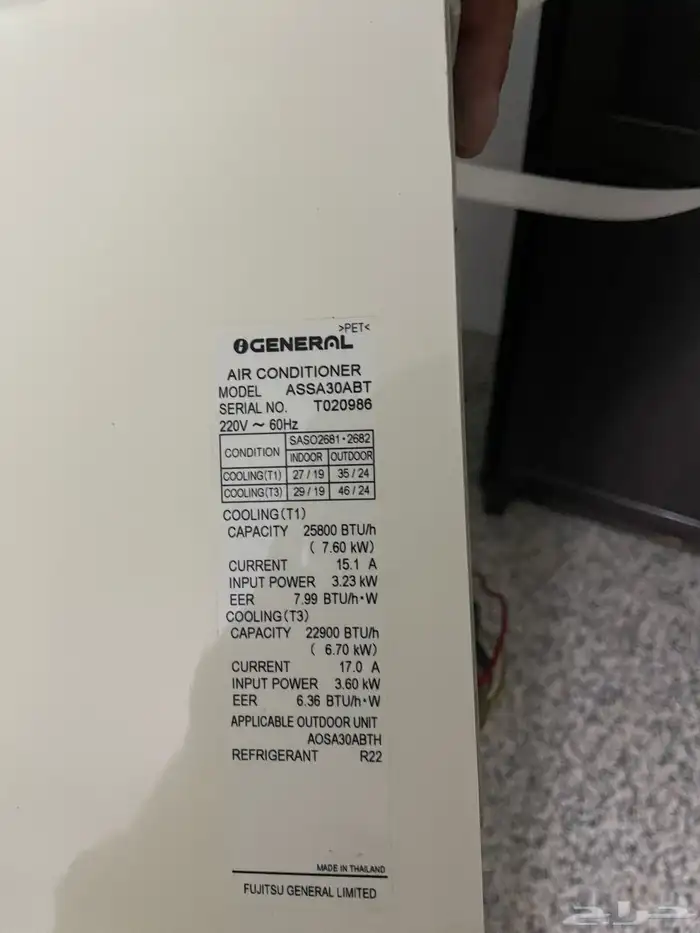 >PET<
GENERAL
AIR CONDITIONER
MODEL ASSA30ABT
SERIAL NO. T020986
220V ~ 60Hz
CONDITION SASO2681・2682
INDOOR OUTDOOR
COOLING(T1) 27 / 19 35 / 24
COOLING(T3) 29 / 19 46 / 24
COOLING(T1)
CAPACITY 25800 BTU/h
( 7.60 kW)
CURRENT 15.1 A
INPUT POWER 3.23 kW
EER 7.99 BTU/h・W
COOLING(T3)
CAPACITY 22900 BTU/h
( 6.70 kW)
CURRENT 17.0 A
INPUT POWER 3.60 kW
EER 6.36 BTU/h・W
APPLICABLE OUTDOOR UNIT
AOSA30ABTH
REFRIGERANT R22
MADE IN THAILAND
FUJITSU GENERAL LIMITED
حراج